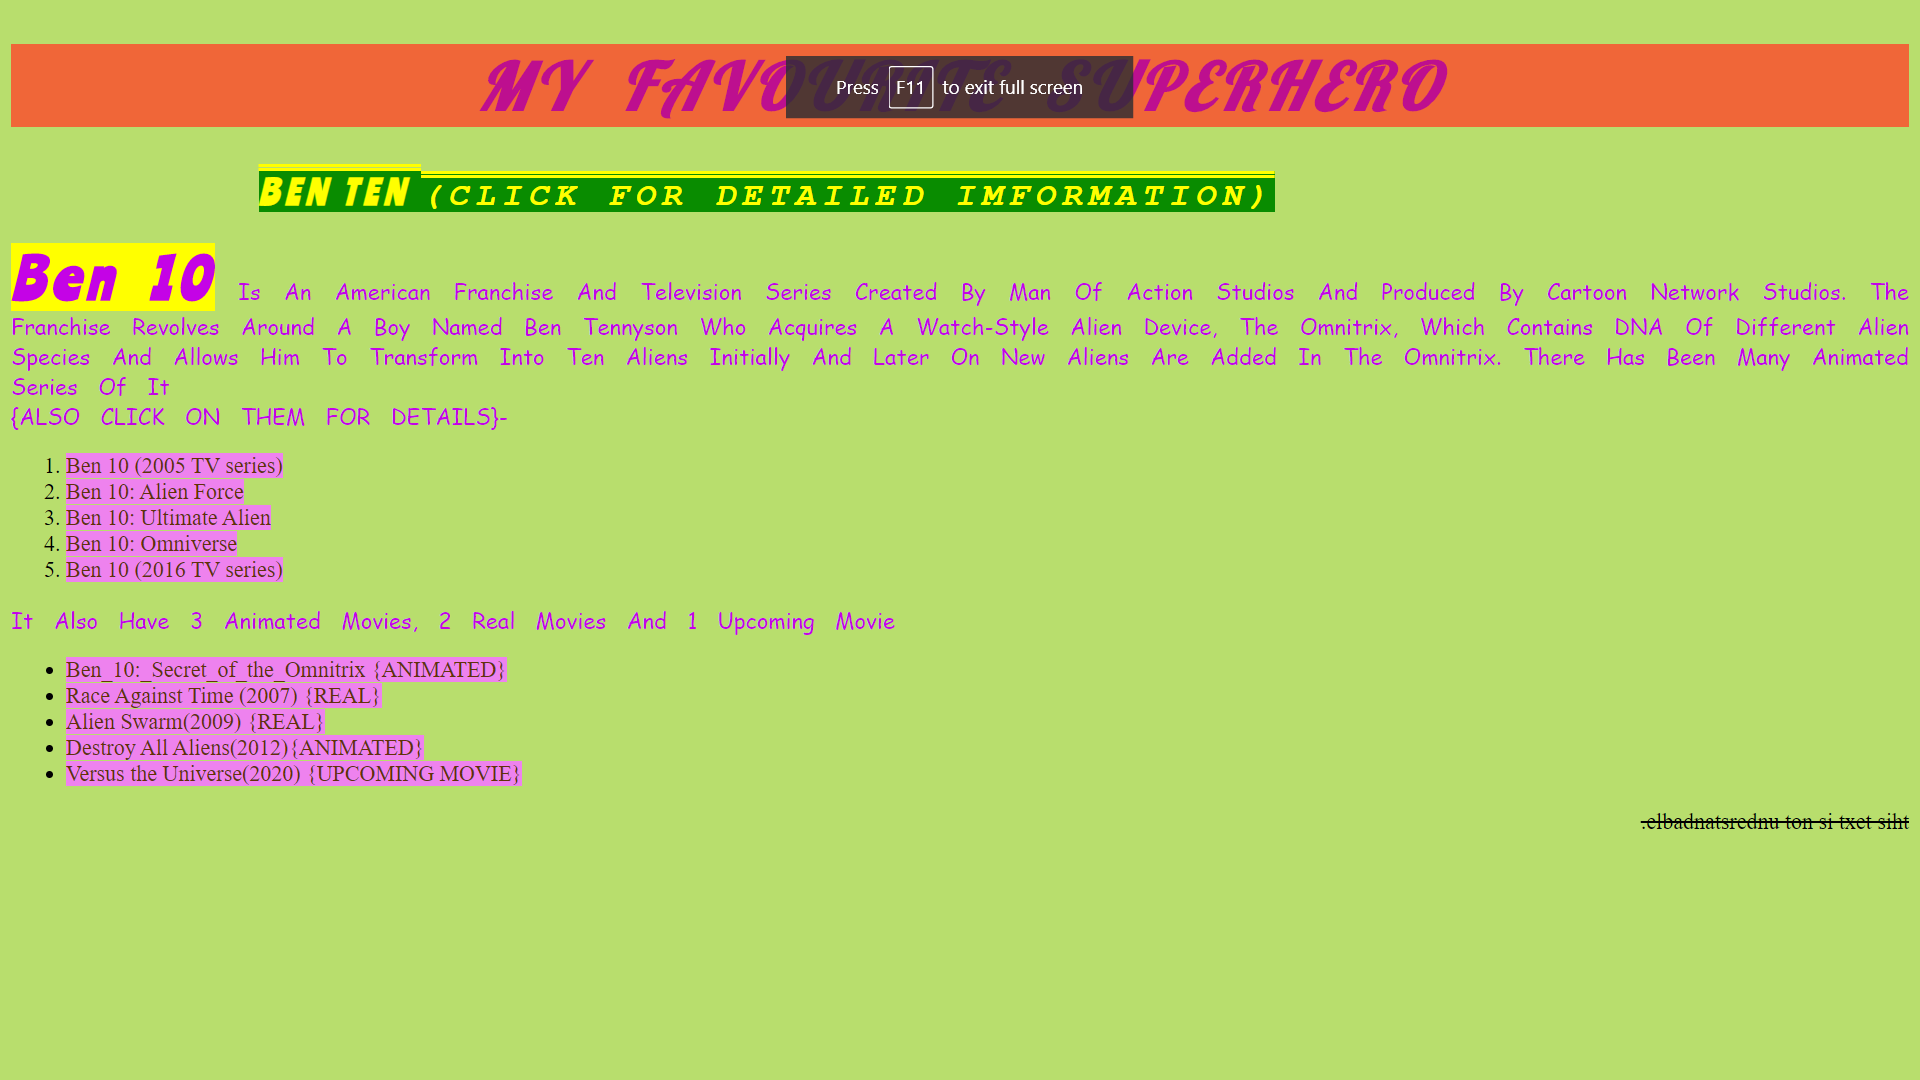 MY FAVOURITE SUPERHERO
Press F11 to exit full screen
BEN TEN (CLICK FOR DETAILED IMFORMATION)
Ben 10 Is An American Franchise And Television Series Created By Man Of Action Studios And Produced By Cartoon Network Studios. The
Franchise Revolves Around A Boy Named Ben Tennyson Who Acquires A Watch-Style Alien Device, The Omnitrix, Which Contains DNA Of Different Alien
Species And Allows Him To Transform Into Ten Aliens Initially And Later On New Aliens Are Added In The Omnitrix. There Has Been Many Animated
Series Of It
{ALSO CLICK ON THEM FOR DETAILS}-
1. Ben 10 (2005 TV series)
2. Ben 10: Alien Force
3. Ben 10: Ultimate Alien
4. Ben 10: Omniverse
5. Ben 10 (2016 TV series)
It Also Have 3 Animated Movies, 2 Real Movies And 1 Upcoming Movie
• Ben_10:_Secret_of_the_Omnitrix {ANIMATED}
• Race Against Time (2007) {REAL}
• Alien Swarm(2009) {REAL}
• Destroy All Aliens(2012){ANIMATED}
• Versus the Universe(2020) {UPCOMING MOVIE}
.elbadnatsrednu ton si txet siht